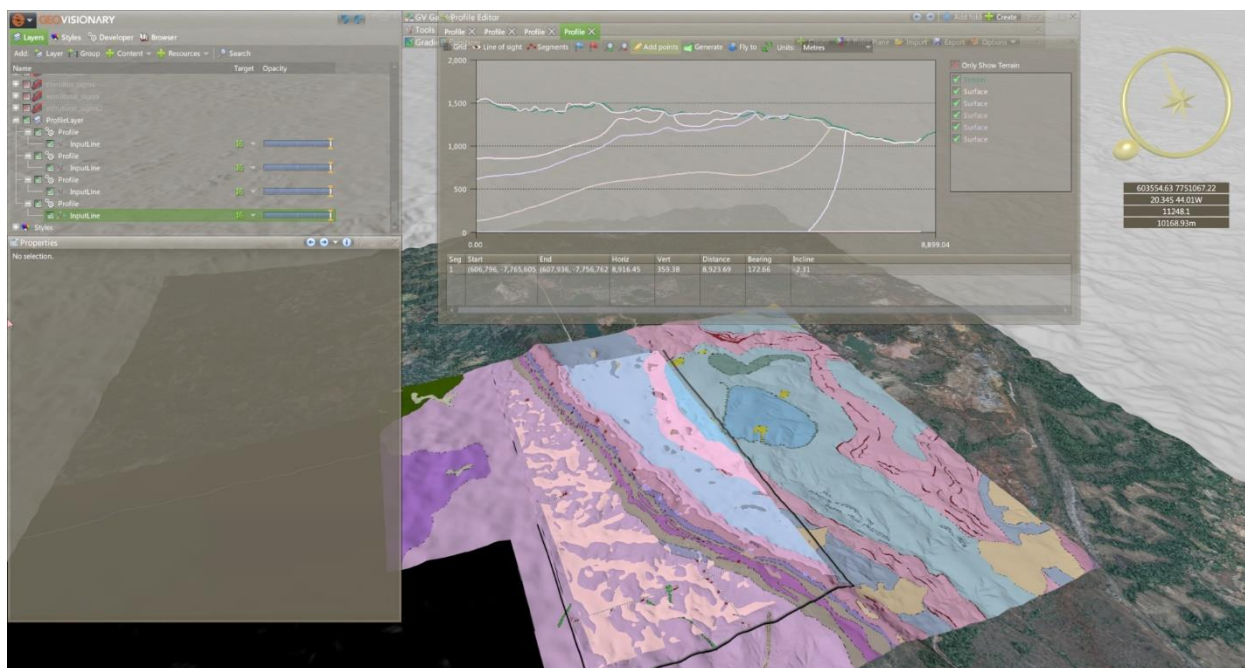 GEOVISIONARY
Layers Styles Developer Browser
Add: Layer Group Content Resources Search
Name Target Opacity
ProfileLayer
Profile
InputLine
Profile
InputLine
Profile
InputLine
Profile
InputLine
Styles
Properties
No selection.
Profile Editor
Create
Tools
Profile Profile Profile Profile
Grid Line of sight Segments Add points Generate Fly to Units: Metres
Import Export Options
2,000
1,500
1,000
500
0
0.00 8,899.04
Only Show Terrain
Terrain
Surface
Surface
Surface
Surface
Surface
Seg Start End Horiz Vert Distance Bearing Incline
1 (606,796, -7,765,605 (607,936, -7,756,762 8,916.45 359.38 8,923.69 172.66 -2.31
603554.63 7751067.22
20.34S 44.01W
11248.1
10168.93m